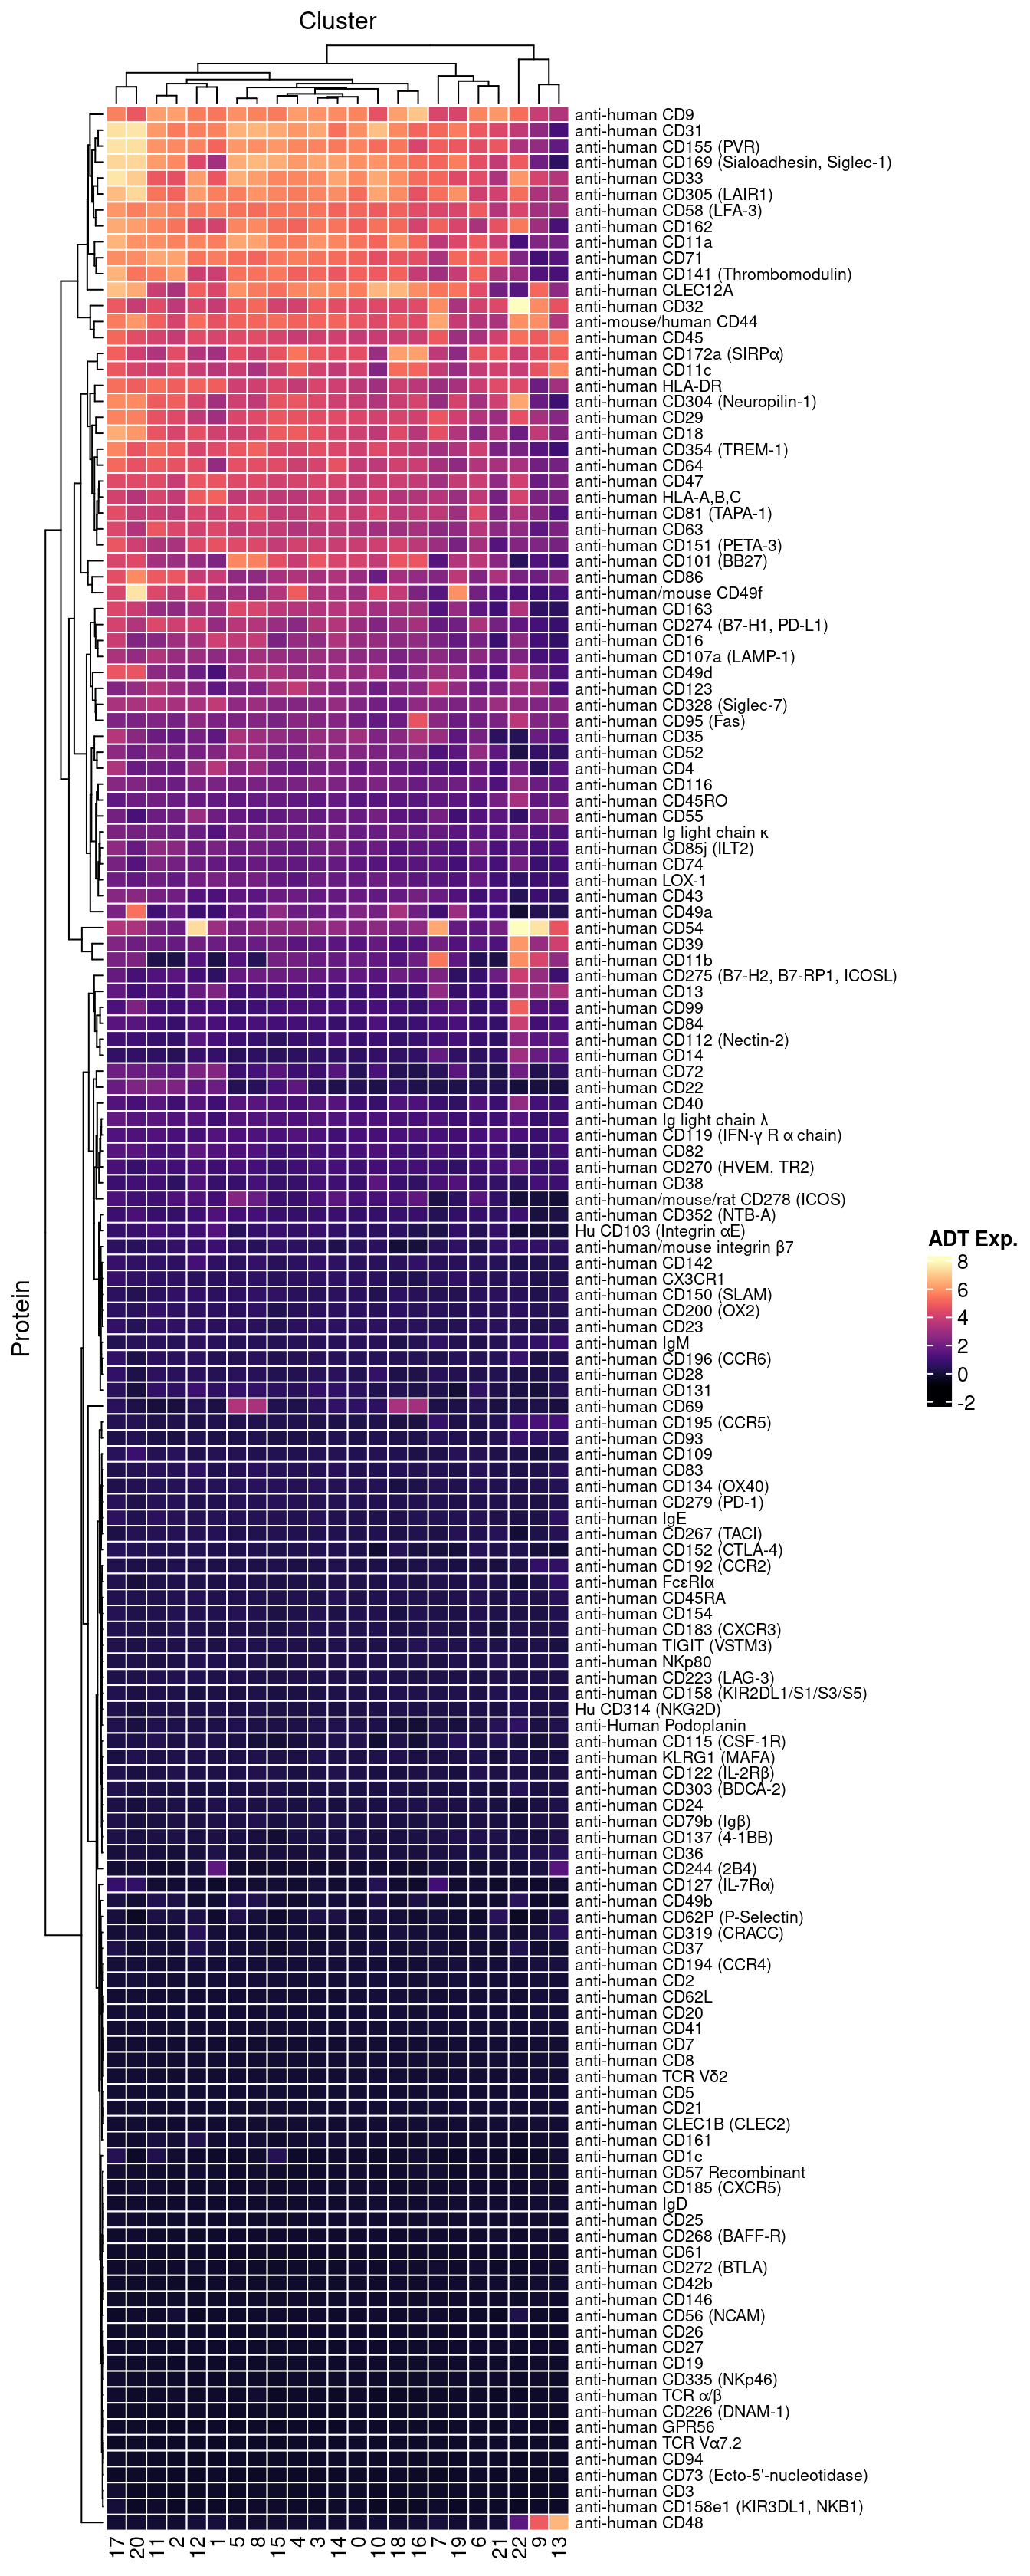 Cluster
anti-human CD9
anti-human CD31
anti-human CD155 (PVR)
anti-human CD169 (Sialoadhesin, Siglec-1)
anti-human CD33
anti-human CD305 (LAIR1)
anti-human CD58 (LFA-3)
anti-human CD162
anti-human CD11a
anti-human CD71
anti-human CD141 (Thrombomodulin)
anti-human CLEC12A
anti-human CD32
anti-mouse/human CD44
anti-human CD45
anti-human CD172a (SIRPα)
anti-human CD11c
anti-human HLA-DR
anti-human CD304 (Neuropilin-1)
anti-human CD29
anti-human CD18
anti-human CD354 (TREM-1)
anti-human CD64
anti-human CD47
anti-human HLA-A,B,C
anti-human CD81 (TAPA-1)
anti-human CD63
anti-human CD151 (PETA-3)
anti-human CD101 (BB27)
anti-human CD86
anti-human/mouse CD49f
anti-human CD163
anti-human CD274 (B7-H1, PD-L1)
anti-human CD16
anti-human CD107a (LAMP-1)
anti-human CD49d
anti-human CD123
anti-human CD328 (Siglec-7)
anti-human CD95 (Fas)
anti-human CD35
anti-human CD52
anti-human CD4
anti-human CD116
anti-human CD45RO
anti-human CD55
anti-human Ig light chain κ
anti-human CD85j (ILT2)
anti-human CD74
anti-human LOX-1
anti-human CD43
anti-human CD49a
anti-human CD54
anti-human CD39
anti-human CD11b
anti-human CD275 (B7-H2, B7-RP1, ICOSL)
anti-human CD13
anti-human CD99
anti-human CD84
anti-human CD112 (Nectin-2)
anti-human CD14
anti-human CD72
anti-human CD22
anti-human CD40
anti-human Ig light chain λ
anti-human CD119 (IFN-γ R α chain)
anti-human CD82
anti-human CD270 (HVEM, TR2)
anti-human CD38
anti-human/mouse/rat CD278 (ICOS)
anti-human CD352 (NTB-A)
Hu CD103 (Integrin αE)
anti-human/mouse integrin β7
anti-human CD142
anti-human CX3CR1
anti-human CD150 (SLAM)
anti-human CD200 (OX2)
anti-human CD23
anti-human IgM
anti-human CD196 (CCR6)
anti-human CD28
anti-human CD131
anti-human CD69
anti-human CD195 (CCR5)
anti-human CD93
anti-human CD109
anti-human CD83
anti-human CD134 (OX40)
anti-human CD279 (PD-1)
anti-human IgE
anti-human CD267 (TACI)
anti-human CD152 (CTLA-4)
anti-human CD192 (CCR2)
anti-human FcεRIα
anti-human CD45RA
anti-human CD154
anti-human CD183 (CXCR3)
anti-human TIGIT (VSTM3)
anti-human NKp80
anti-human CD223 (LAG-3)
anti-human CD158 (KIR2DL1/S1/S3/S5)
Hu CD314 (NKG2D)
anti-Human Podoplanin
anti-human CD115 (CSF-1R)
anti-human KLRG1 (MAFA)
anti-human CD122 (IL-2Rβ)
anti-human CD303 (BDCA-2)
anti-human CD24
anti-human CD79b (Igβ)
anti-human CD137 (4-1BB)
anti-human CD36
anti-human CD244 (2B4)
anti-human CD127 (IL-7Rα)
anti-human CD49b
anti-human CD62P (P-Selectin)
anti-human CD319 (CRACC)
anti-human CD37
anti-human CD194 (CCR4)
anti-human CD2
anti-human CD62L
anti-human CD20
anti-human CD41
anti-human CD7
anti-human CD8
anti-human TCR Vδ2
anti-human CD5
anti-human CD21
anti-human CLEC1B (CLEC2)
anti-human CD161
anti-human CD1c
anti-human CD57 Recombinant
anti-human CD185 (CXCR5)
anti-human IgD
anti-human CD25
anti-human CD268 (BAFF-R)
anti-human CD61
anti-human CD272 (BTLA)
anti-human CD42b
anti-human CD146
anti-human CD56 (NCAM)
anti-human CD26
anti-human CD27
anti-human CD19
anti-human CD335 (NKp46)
anti-human TCR α/β
anti-human CD226 (DNAM-1)
anti-human GPR56
anti-human TCR Vα7.2
anti-human CD94
anti-human CD73 (Ecto-5'-nucleotidase)
anti-human CD3
anti-human CD158e1 (KIR3DL1, NKB1)
anti-human CD48
Protein
ADT Exp.
8
6
4
2
0
-2
17 20 11 2 12 1 5 8 15 4 3 14 0 10 18 16 7 19 6 21 22 9 13